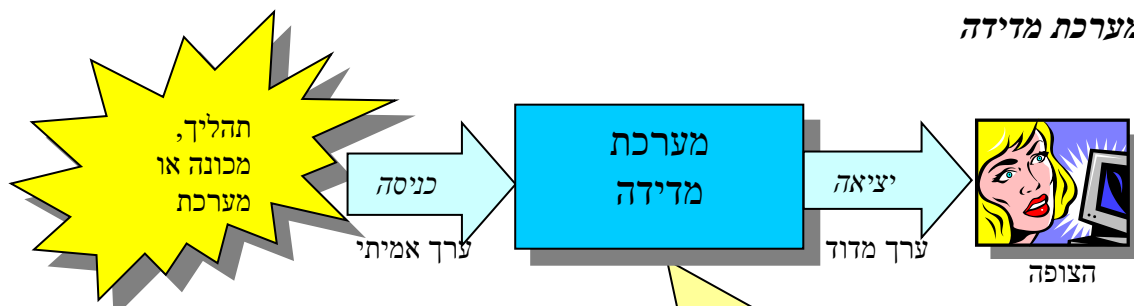 מערכת מדידה
תהליך,
מכונה או
מערכת
כניסה
ערך אמיתי
מערכת
מדידה
יציאה
ערך מדוד
הצופה